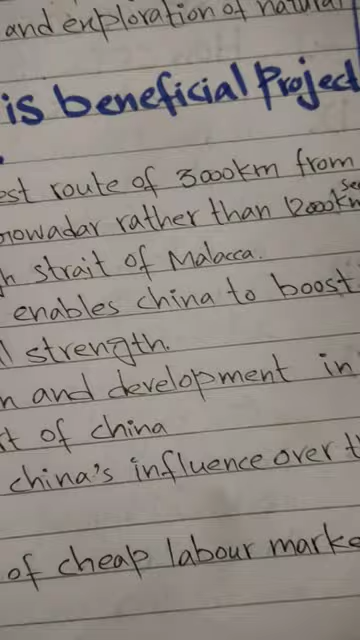 and exploration of natural
is beneficial Project
est route of 3000km from
rather than 12000km sea
strait of Malacca.
enables china to boost
strength.
and development in
of china
china's influence over
of cheap labour marke